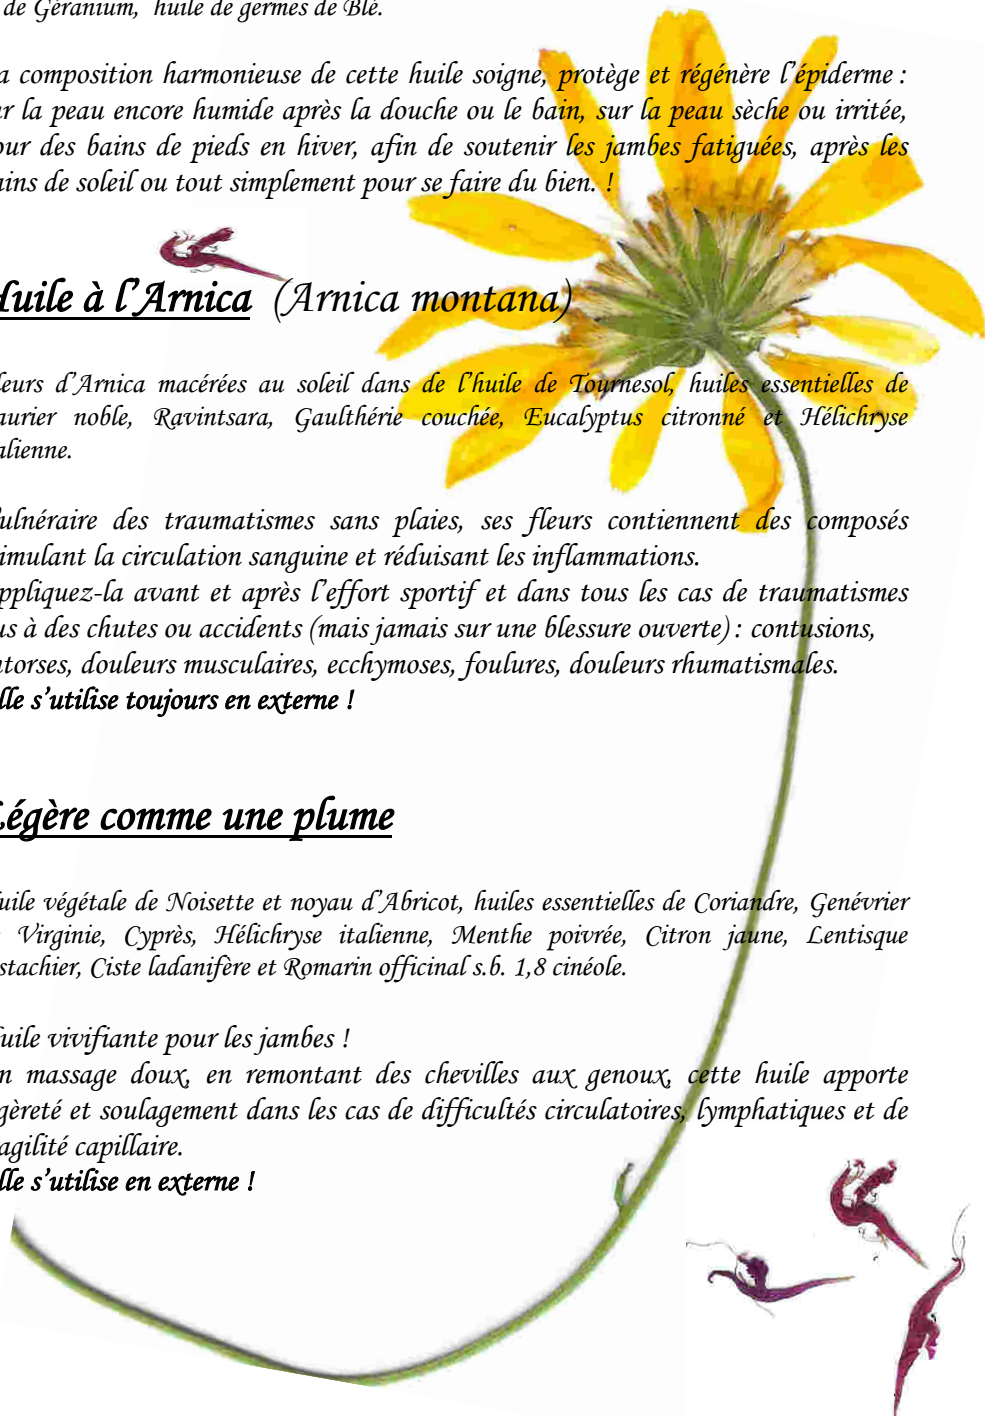 de Géranium, huile de germes de Blé.
a composition harmonieuse de cette huile soigne, protège et régénère l'épiderme :
ur la peau encore humide après la douche ou le bain, sur la peau sèche ou irritée,
our des bains de pieds en hiver, afin de soutenir les jambes fatiguées, après les
ains de soleil ou tout simplement pour se faire du bien. !
Huile à l'Arnica (Arnica montana)
leurs d'Arnica macérées au soleil dans de l'huile de Tournesol, huiles essentielles de
aurier noble, Ravintsara, Gaulthérie couchée, Eucalyptus citronné et Hélichryse
alienne.
ulnéraire des traumatismes sans plaies, ses fleurs contiennent des composés
timulant la circulation sanguine et réduisant les inflammations.
ppliquez-la avant et après l'effort sportif et dans tous les cas de traumatismes
us à des chutes ou accidents (mais jamais sur une blessure ouverte) : contusions,
ntorses, douleurs musculaires, ecchymoses, foulures, douleurs rhumatismales.
lle s'utilise toujours en externe !
Légère comme une plume
uile végétale de Noisette et noyau d'Abricot, huiles essentielles de Coriandre, Genévrier
Virginie, Cyprès, Hélichryse italienne, Menthe poivrée, Citron jaune, Lentisque
istachier, Ciste ladanifère et Romarin officinal s.b. 1,8 cinéole.
uile vivifiante pour les jambes !
n massage doux, en remontant des chevilles aux genoux, cette huile apporte
gèreté et soulagement dans les cas de difficultés circulatoires, lymphatiques et de
agilité capillaire.
lle s'utilise en externe !